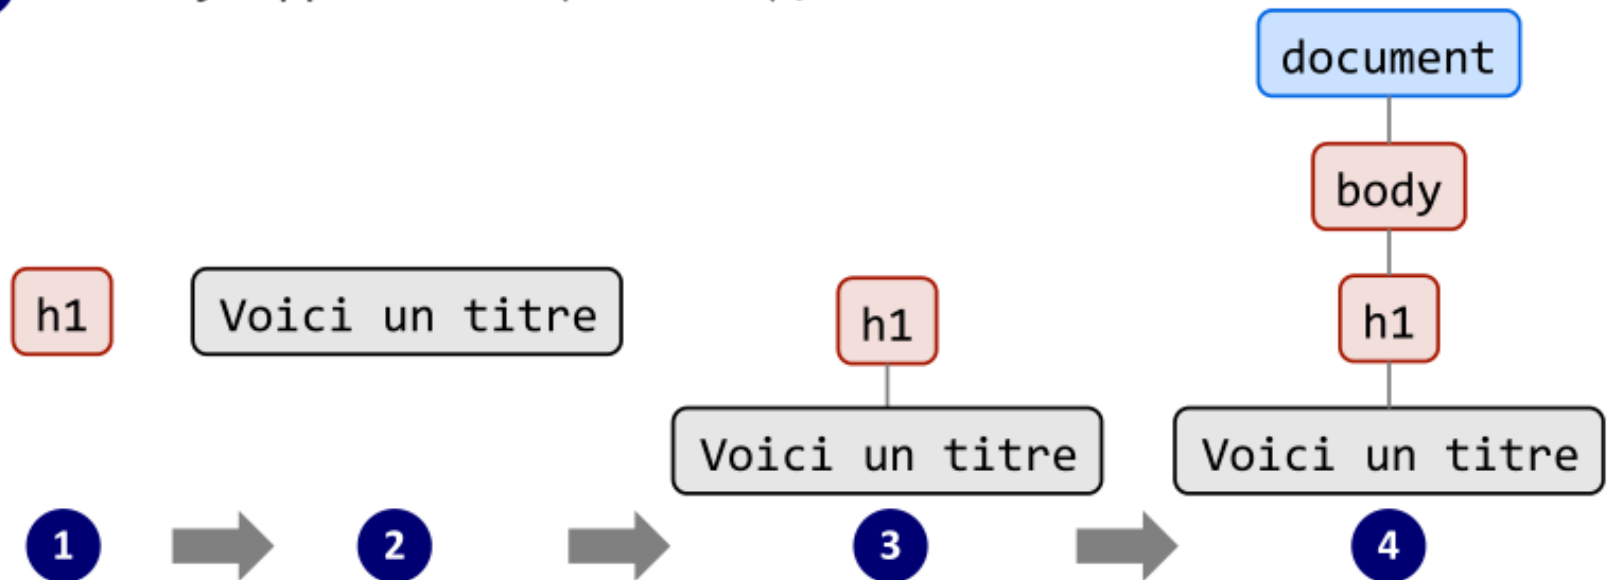 document
body
h1 Voici un titre h1 h1
Voici un titre Voici un titre
1 2 3 4